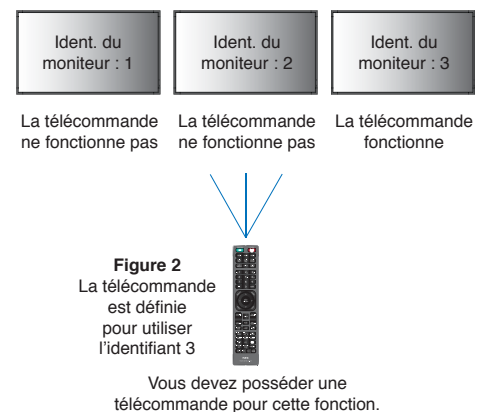 Ident. du
moniteur : 1
Ident. du
moniteur : 2
Ident. du
moniteur : 3
La télécommande
ne fonctionne pas
La télécommande
ne fonctionne pas
La télécommande
fonctionne
Figure 2
La télécommande
est définie
pour utiliser
l'identifiant 3
Vous devez posséder une
télécommande pour cette fonction.